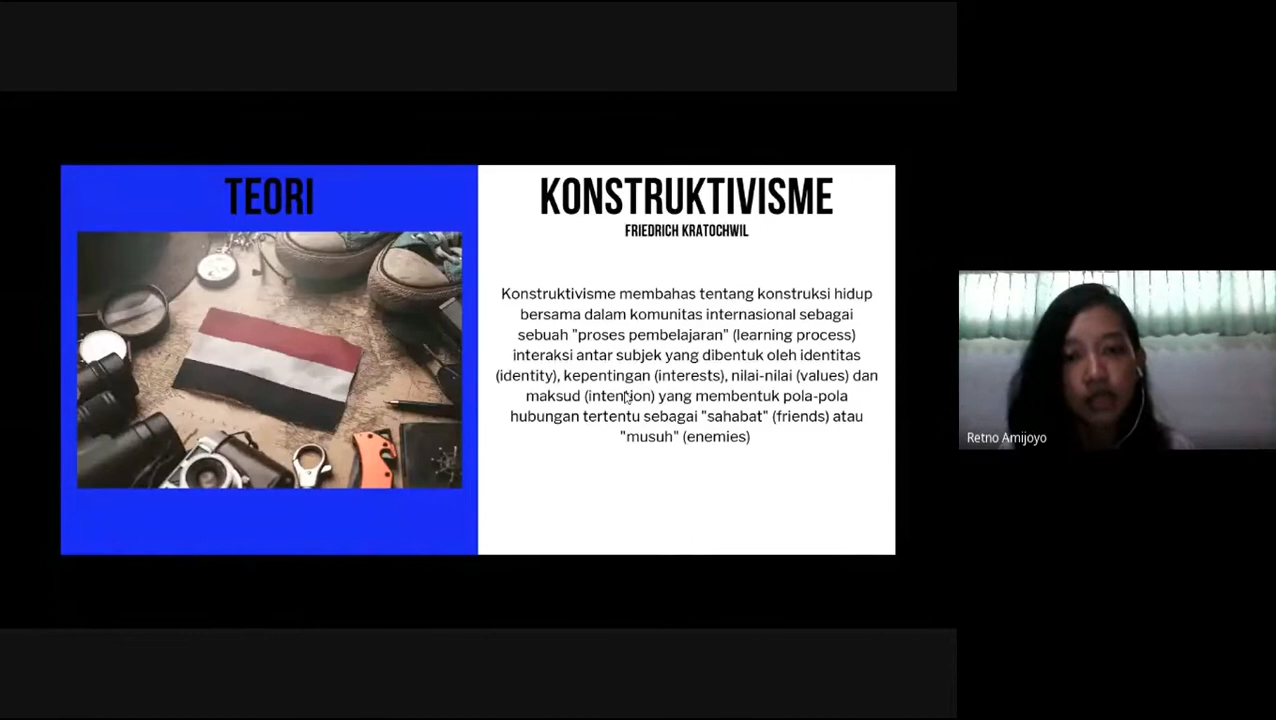 TEORI
KONSTRUKTIVISME
FRIEDRICH KRATOCHWIL
Konstruktivisme membahas tentang konstruksi hidup
bersama dalam komunitas internasional sebagai
sebuah "proses pembelajaran" (learning process)
interaksi antar subjek yang dibentuk oleh identitas
(identity), kepentingan (interests), nilai-nilai (values) dan
maksud (intention) yang membentuk pola-pola
hubungan tertentu sebagai "sahabat" (friends) atau
"musuh" (enemies)
Retno Amijoyo